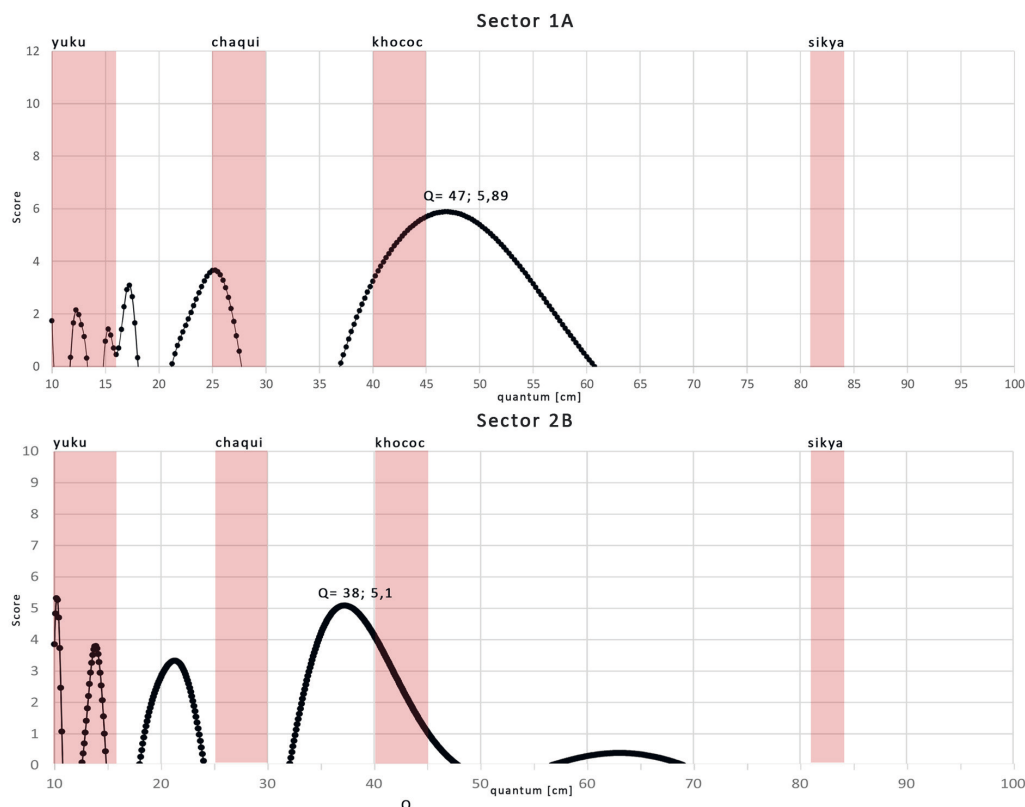 Sector 1A
yuku chaqui khococ sikya
12
10
8
6
4
2
0
Score
Q= 47; 5,89
10 15 20 25 30 35 40 45 50 55 60 65 70 75 80 85 90 95 100
quantum [cm]
Sector 2B
yuku chaqui khococ sikya
10
9
8
7
6
5
4
3
2
1
0
Score
Q= 38; 5,1
10 20 30 40 50 60 70 80 90 100
quantum [cm]
Q